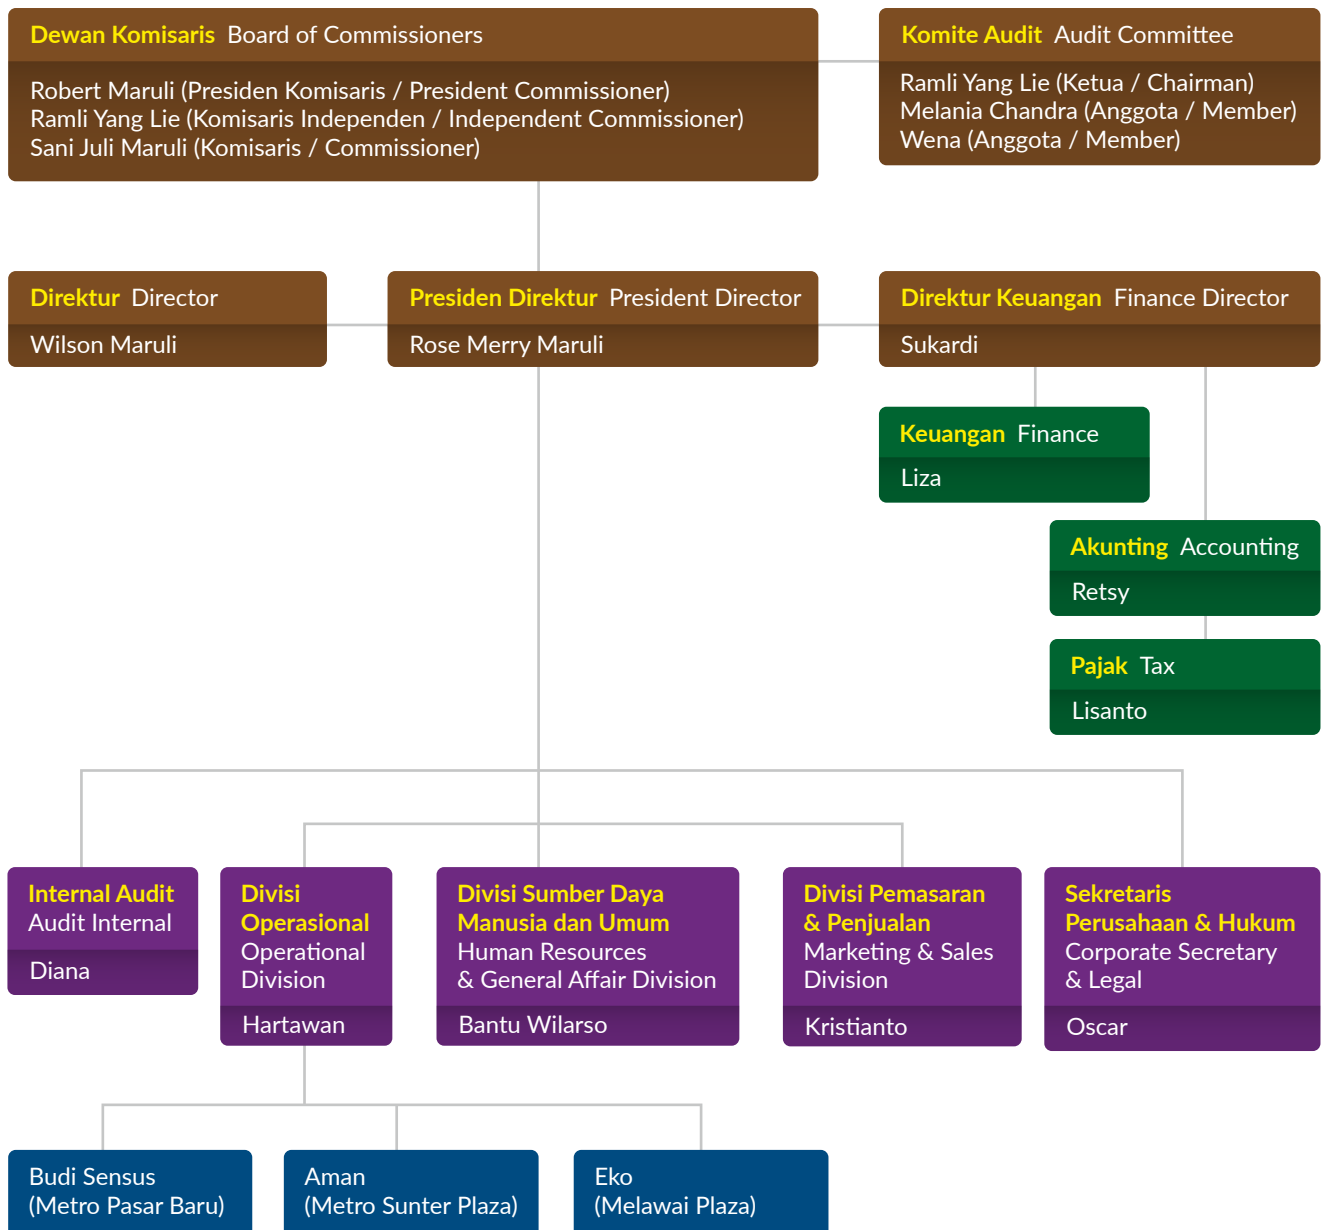 Dewan Komisaris Board of Commissioners
Robert Maruli (Presiden Komisaris / President Commissioner)
Ramli Yang Lie (Komisaris Independen / Independent Commissioner)
Sani Juli Maruli (Komisaris / Commissioner)
Komite Audit Audit Committee
Ramli Yang Lie (Ketua / Chairman)
Melania Chandra (Anggota / Member)
Wena (Anggota / Member)
Direktur Director
Wilson Maruli
Presiden Direktur President Director
Rose Merry Maruli
Direktur Keuangan Finance Director
Sukardi
Keuangan Finance
Liza
Akunting Accounting
Retsy
Pajak Tax
Lisanto
Internal Audit
Audit Internal
Diana
Divisi
Operasional
Operational
Division
Hartawan
Divisi Sumber Daya
Manusia dan Umum
Human Resources
& General Affair Division
Bantu Wilarso
Divisi Pemasaran
& Penjualan
Marketing & Sales
Division
Kristianto
Sekretaris
Perusahaan & Hukum
Corporate Secretary
& Legal
Oscar
Budi Sensus
(Metro Pasar Baru)
Aman
(Metro Sunter Plaza)
Eko
(Melawai Plaza)